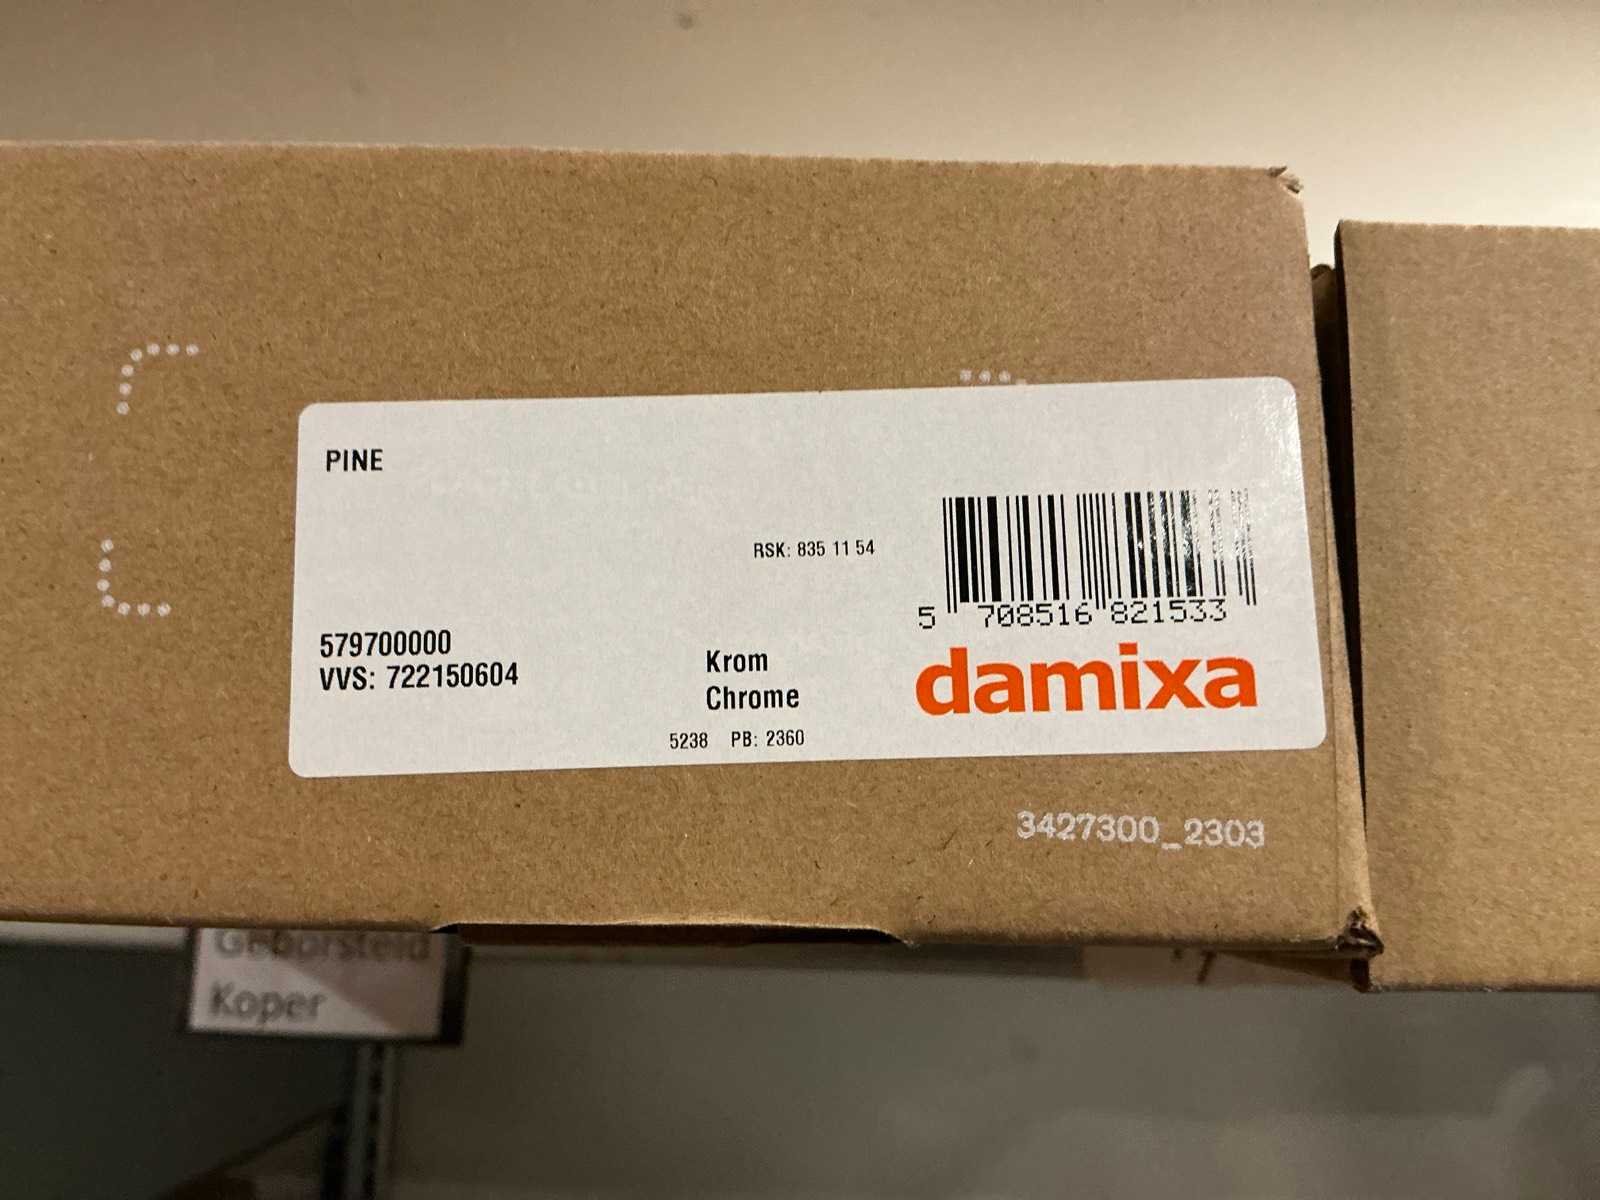 PINE
RSK: 835 11 54
5 708516 821533
579700000
VVS: 722150604
Krom
Chrome
damixa
5238 PB: 2360
3427300_2303
Geborsteld
Koper